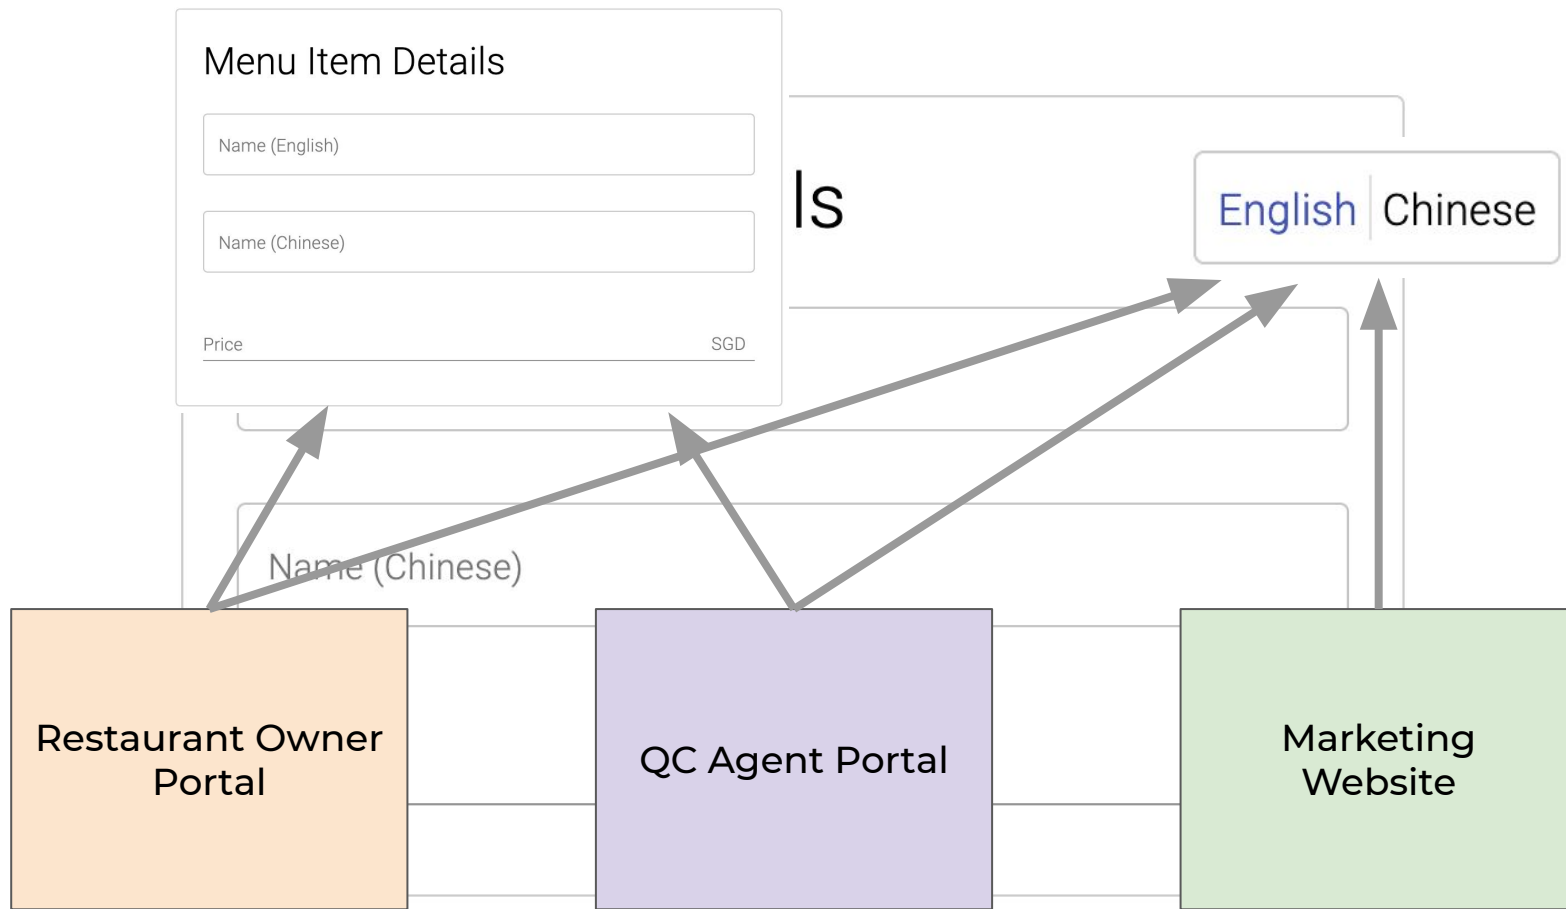 Menu Item Details
Name (English)
Name (Chinese)
Price SGD
ls
English Chinese
Name (Chinese)
Restaurant Owner
Portal
QC Agent Portal
Marketing
Website